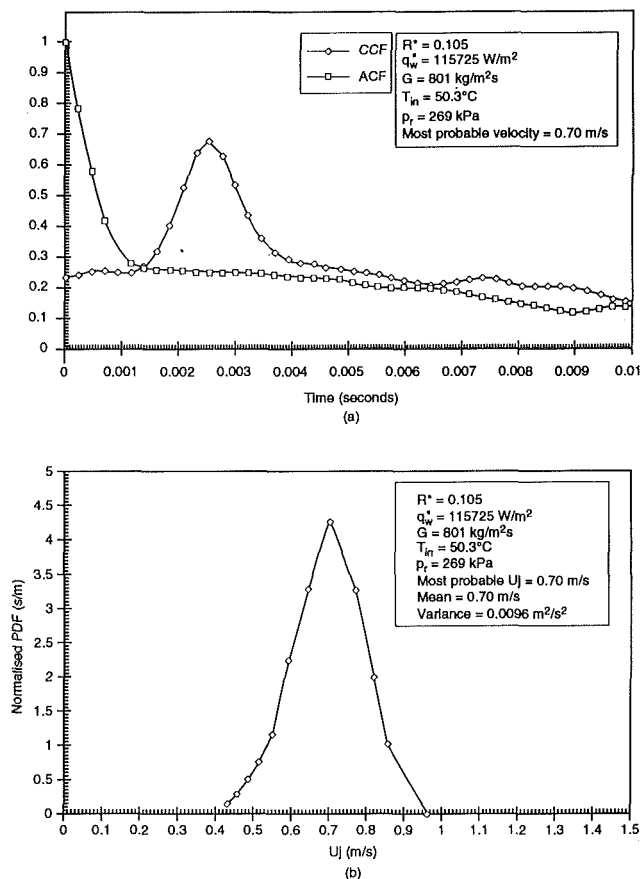 1
0.9
0.8
0.7
0.6
0.5
0.4
0.3
0.2
0.1
0
CCF
ACF
R* = 0.105
q"w = 115725 W/m²
G = 801 kg/m²s
Tin = 50.3°C
pr = 269 kPa
Most probable velocity = 0.70 m/s
0 0.001 0.002 0.003 0.004 0.005 0.006 0.007 0.008 0.009 0.01
Time (seconds)
(a)
Normalised PDF (s/m)
5
4.5
4
3.5
3
2.5
2
1.5
1
0.5
0
R* = 0.105
q"w = 115725 W/m²
G = 801 kg/m²s
Tin = 50.3°C
pr = 269 kPa
Most probable Uj = 0.70 m/s
Mean = 0.70 m/s
Variance = 0.0096 m²/s²
0 0.1 0.2 0.3 0.4 0.5 0.6 0.7 0.8 0.9 1 1.1 1.2 1.3 1.4 1.5
Uj (m/s)
(b)